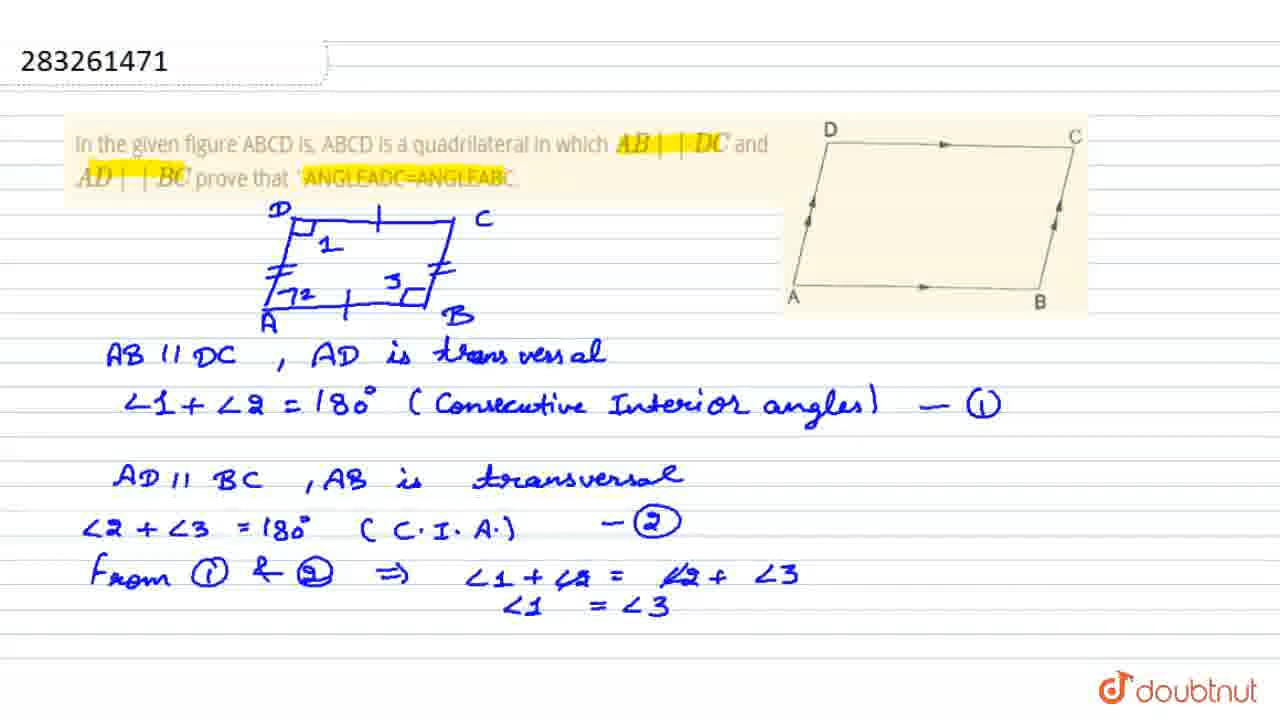 283261471
In the given figure ABCD is, ABCD is a quadrilateral in which AB||DC and
AD||BC prove that `ANGLEADC=ANGLEABC.
D C
A B
D C
1
2 3
A B
AB || DC , AD is transversal
∠1 + ∠2 = 180° (Consecutive Interior angles) — ①
AD || BC , AB is transversal
∠2 + ∠3 = 180° (C.I.A.) — ②
From ① & ② ⇒ ∠1 + ∠2 = ∠2 + ∠3
∠1 = ∠3
doubtnut